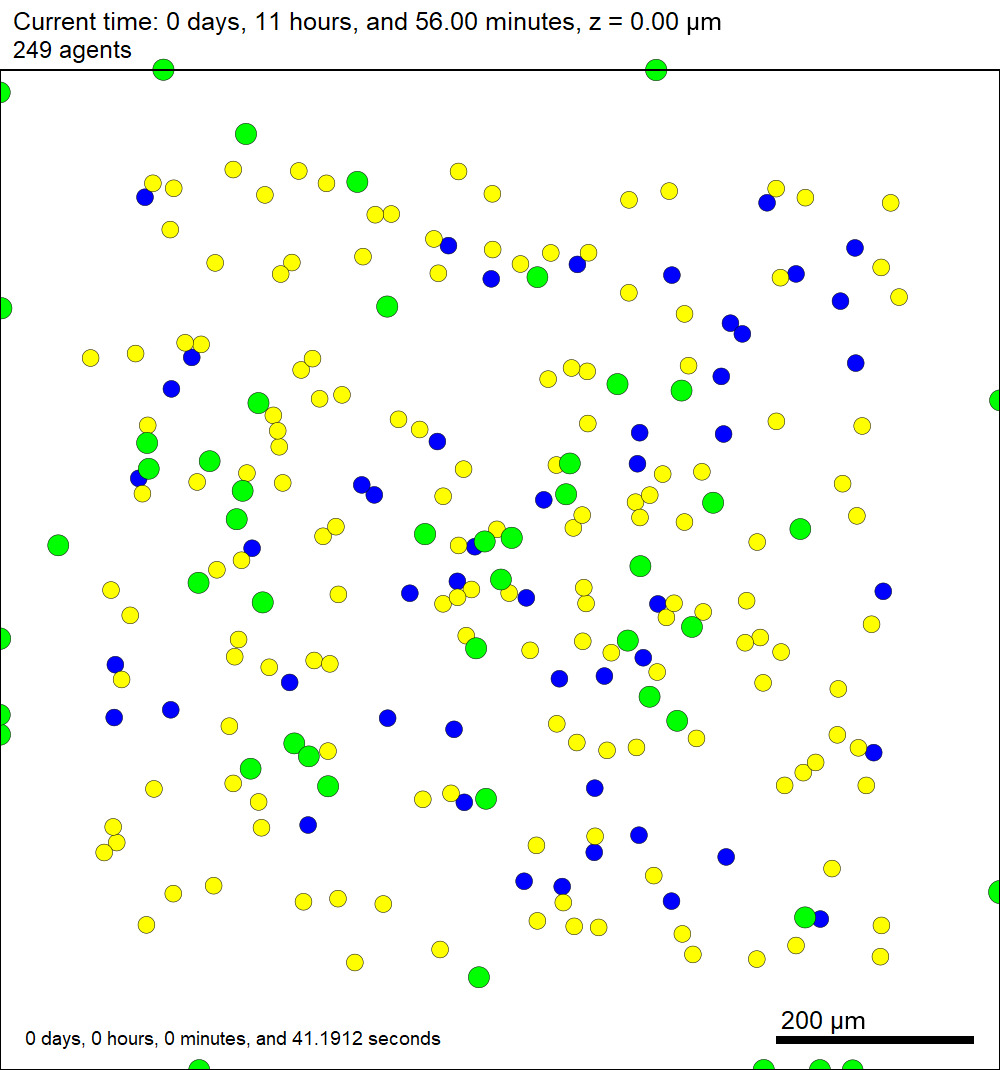 Current time: 0 days, 11 hours, and 56.00 minutes, z = 0.00 µm
249 agents
200 µm
0 days, 0 hours, 0 minutes, and 41.1912 seconds